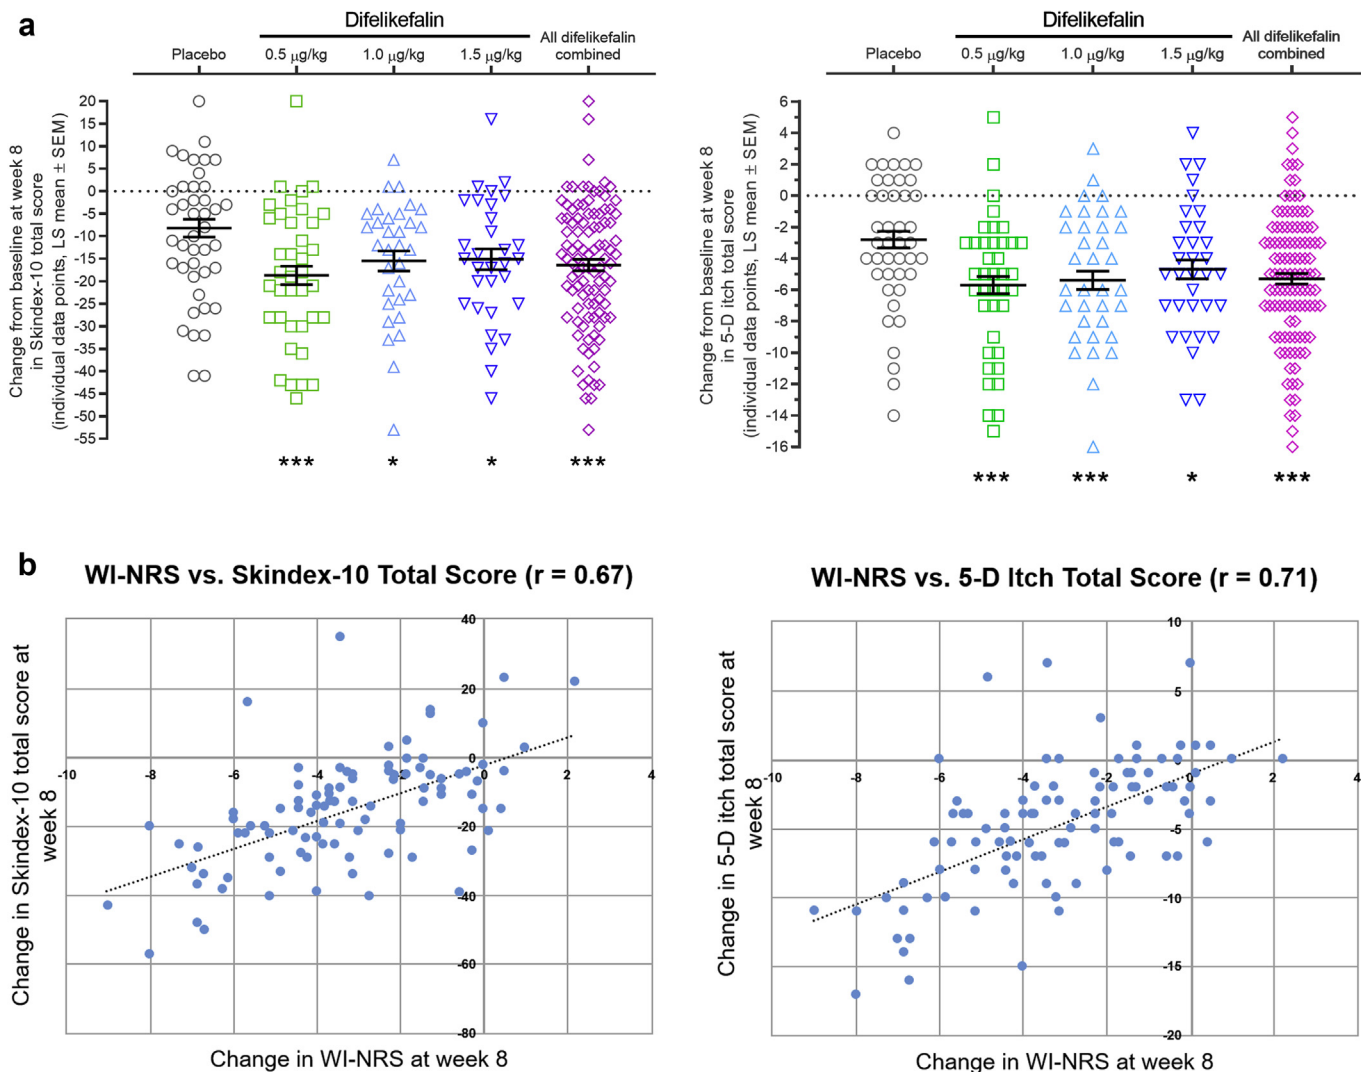 a
Difelikefalin
Placebo
0.5 µg/kg
1.0 µg/kg
1.5 µg/kg
All difelikefalin
combined
Change from baseline at week 8
in Skindex-10 total score
(individual data points, LS mean ± SEM)
20
15
10
5
0
-5
-10
-15
-20
-25
-30
-35
-40
-45
-50
-55
***
*
*
***
Difelikefalin
Placebo
0.5 µg/kg
1.0 µg/kg
1.5 µg/kg
All difelikefalin
combined
Change from baseline at week 8
in 5-D itch total score
(individual data points, LS mean ± SEM)
6
4
2
0
-2
-4
-6
-8
-10
-12
-14
-16
***
***
*
***
b
WI-NRS vs. Skindex-10 Total Score (r = 0.67)
Change in Skindex-10 total score at
week 8
40
20
0
-20
-40
-60
-80
-10
-8
-6
-4
-2
0
2
4
Change in WI-NRS at week 8
WI-NRS vs. 5-D Itch Total Score (r = 0.71)
Change in 5-D itch total score at
week 8
10
5
0
-5
-10
-15
-20
-10
-8
-6
-4
-2
0
2
4
Change in WI-NRS at week 8